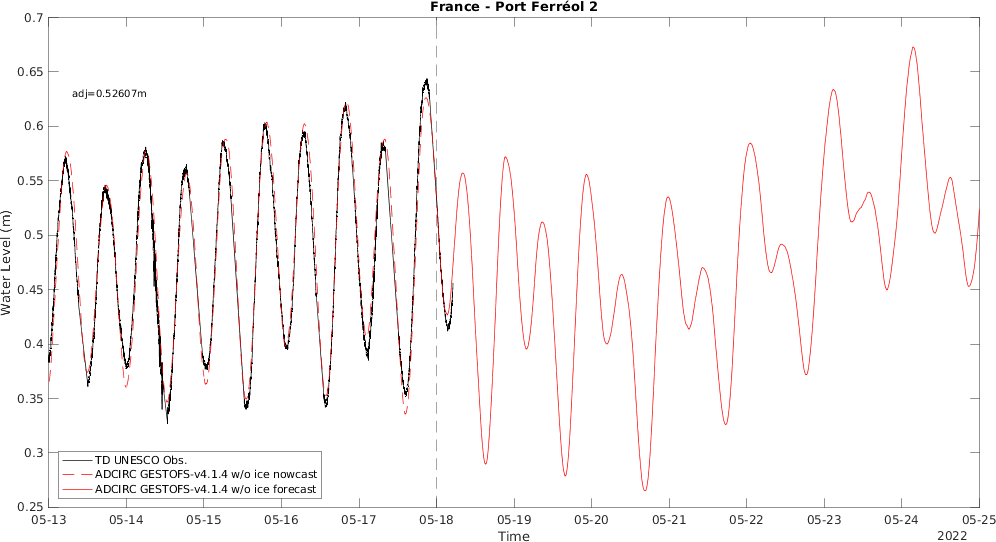 France - Port Ferréol 2
0.7
0.65
0.6
0.55
0.5
0.45
0.4
0.35
0.3
0.25
Water Level (m)
adj=0.52607m
TD UNESCO Obs.
ADCIRC GESTOFS-v4.1.4 w/o ice nowcast
ADCIRC GESTOFS-v4.1.4 w/o ice forecast
05-13 05-14 05-15 05-16 05-17 05-18 05-19 05-20 05-21 05-22 05-23 05-24 05-25
Time
2022